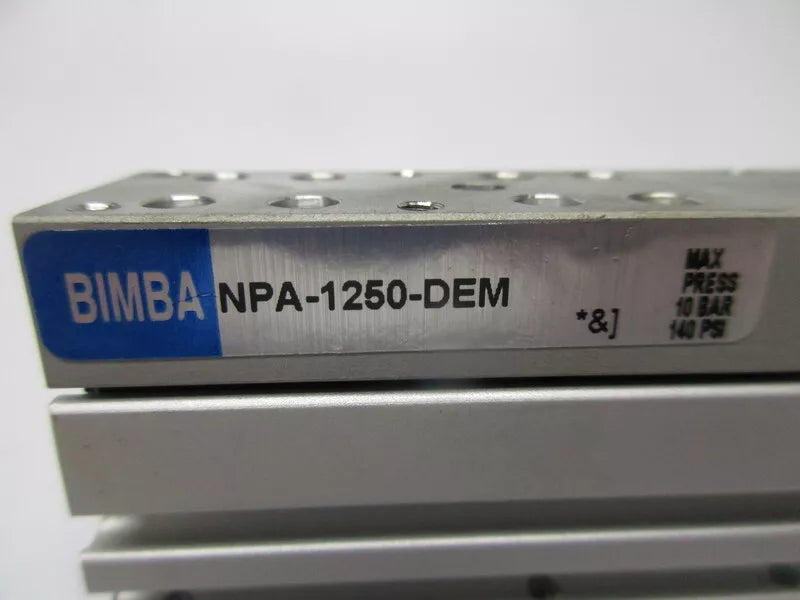 BIMBA NPA-1250-DEM
*&]
MAX
PRESS
10 BAR
140 PSI